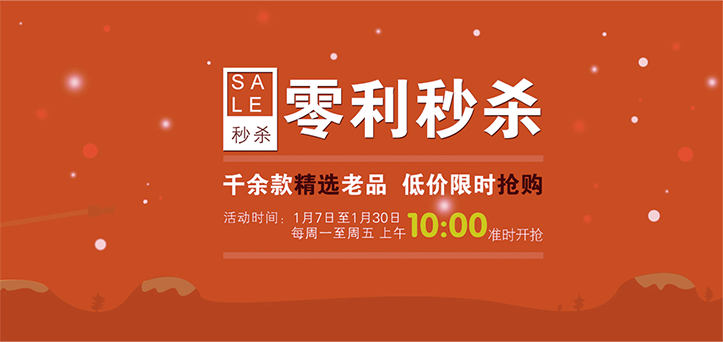 SA
LE
秒杀
零利秒杀
千余款精选老品 低价限时抢购
活动时间：1月7日至1月30日
每周一至周五 上午 10:00 准时开抢